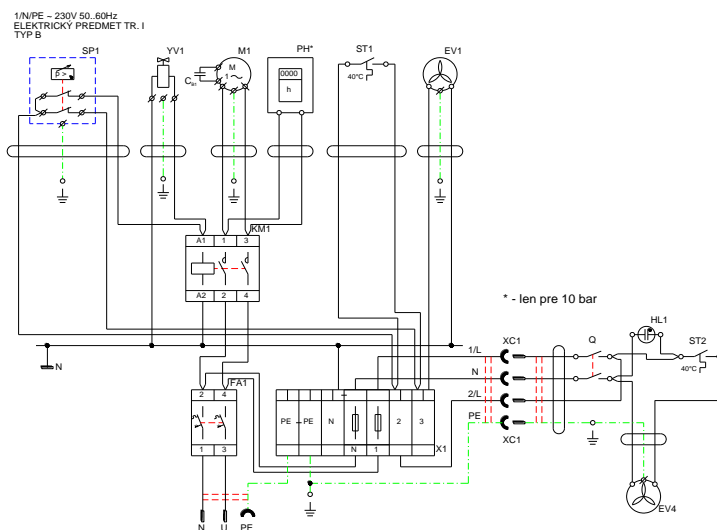 1/N/PE ~ 230V 50..60Hz
ELEKTRICKÝ PREDMET TR. I
TYP B
SP1
YV1
M1
PH*
ST1
EV1
P >
M
1 ~
0000
h
40°C
KM1
A1 1 3
A2 2 4
* - len pre 10 bar
HL1
XC1
Q
ST2
1/L
N
2/L
PE
40°C
XC1
N
FA1
2 4
PE PE N 2 3
N 1
X1
1 3
EV4
N U PE